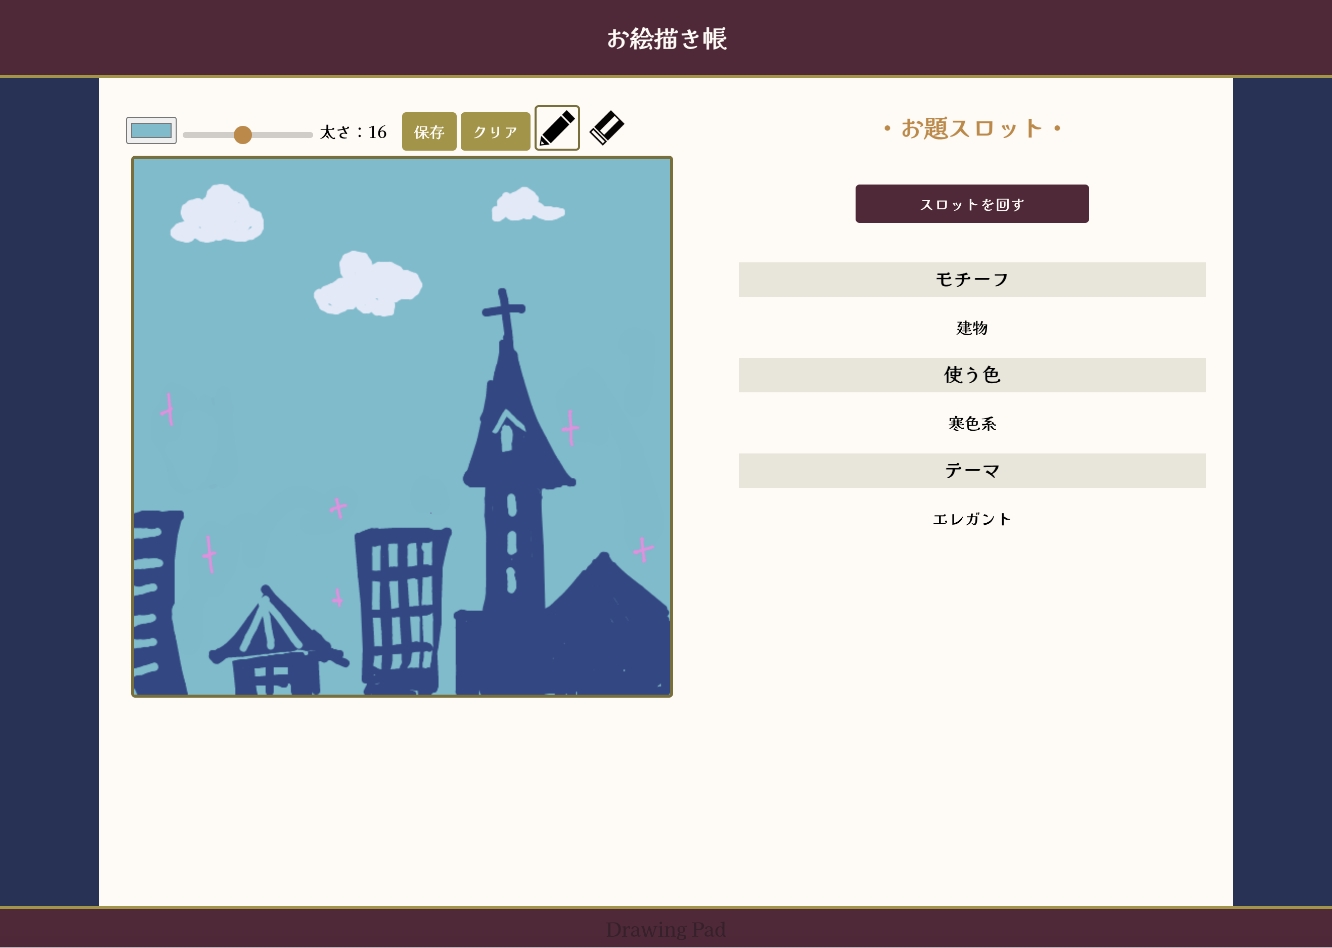 お絵描き帳
太さ：16
保存
クリア
・お題スロット・
スロットを回す
モチーフ
建物
使う色
寒色系
テーマ
エレガント
Drawing Pad